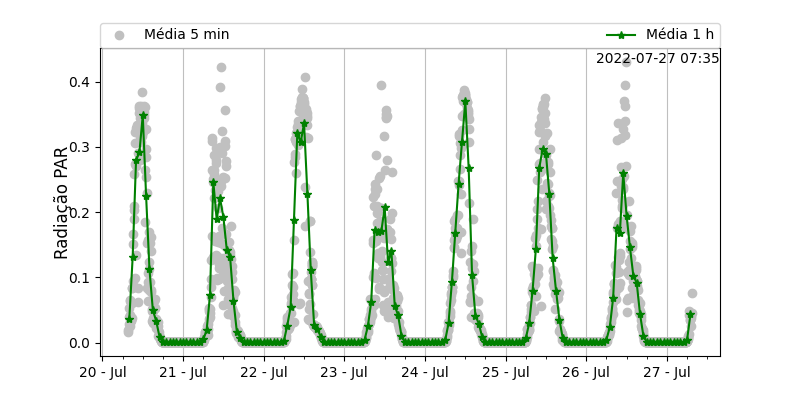 Média 5 min
Média 1 h
2022-07-27 07:35
Radiação PAR
0.4
0.3
0.2
0.1
0.0
20 - Jul
21 - Jul
22 - Jul
23 - Jul
24 - Jul
25 - Jul
26 - Jul
27 - Jul